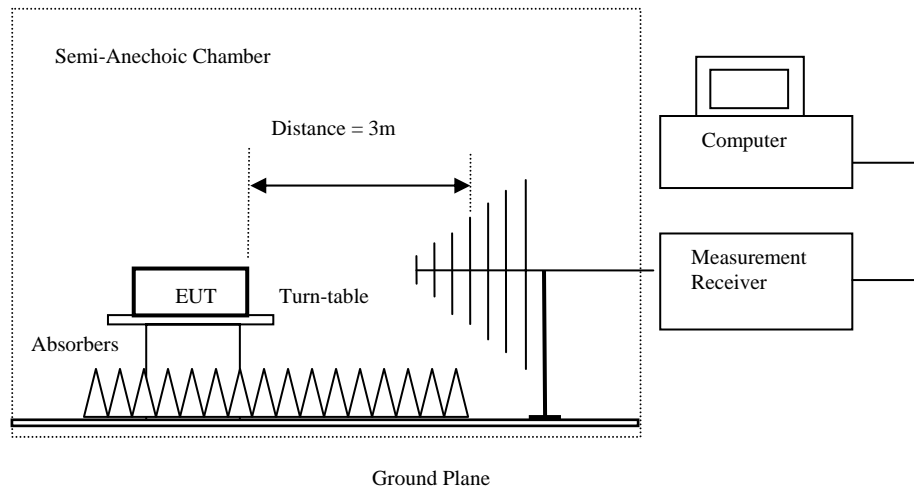 Semi-Anechoic Chamber
Distance = 3m
Computer
Measurement
Receiver
EUT
Turn-table
Absorbers
Ground Plane